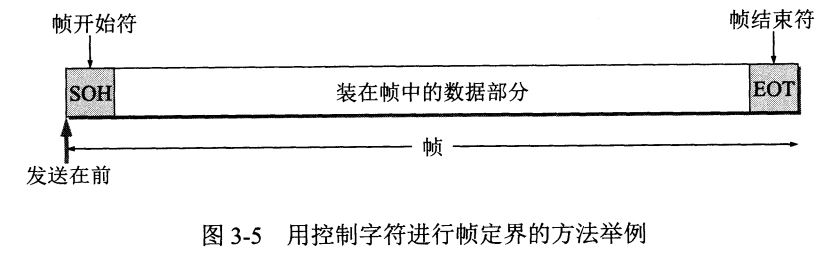 帧开始符
帧结束符
SOH
装在帧中的数据部分
EOT
帧
发送在前
图 3-5 用控制字符进行帧定界的方法举例